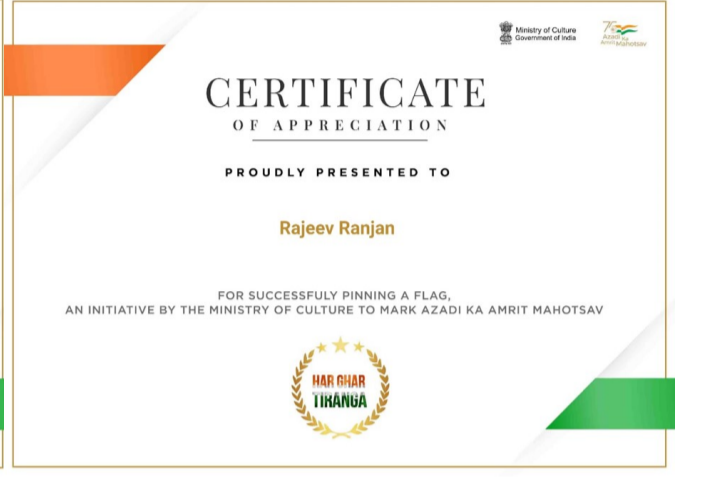 Ministry of Culture
Government of India
75
Azadi Ka
Amrit Mahotsav
CERTIFICATE
OF APPRECIATION
PROUDLY PRESENTED TO
Rajeev Ranjan
FOR SUCCESSFULY PINNING A FLAG,
AN INITIATIVE BY THE MINISTRY OF CULTURE TO MARK AZADI KA AMRIT MAHOTSAV
HAR GHAR
TIRANGA